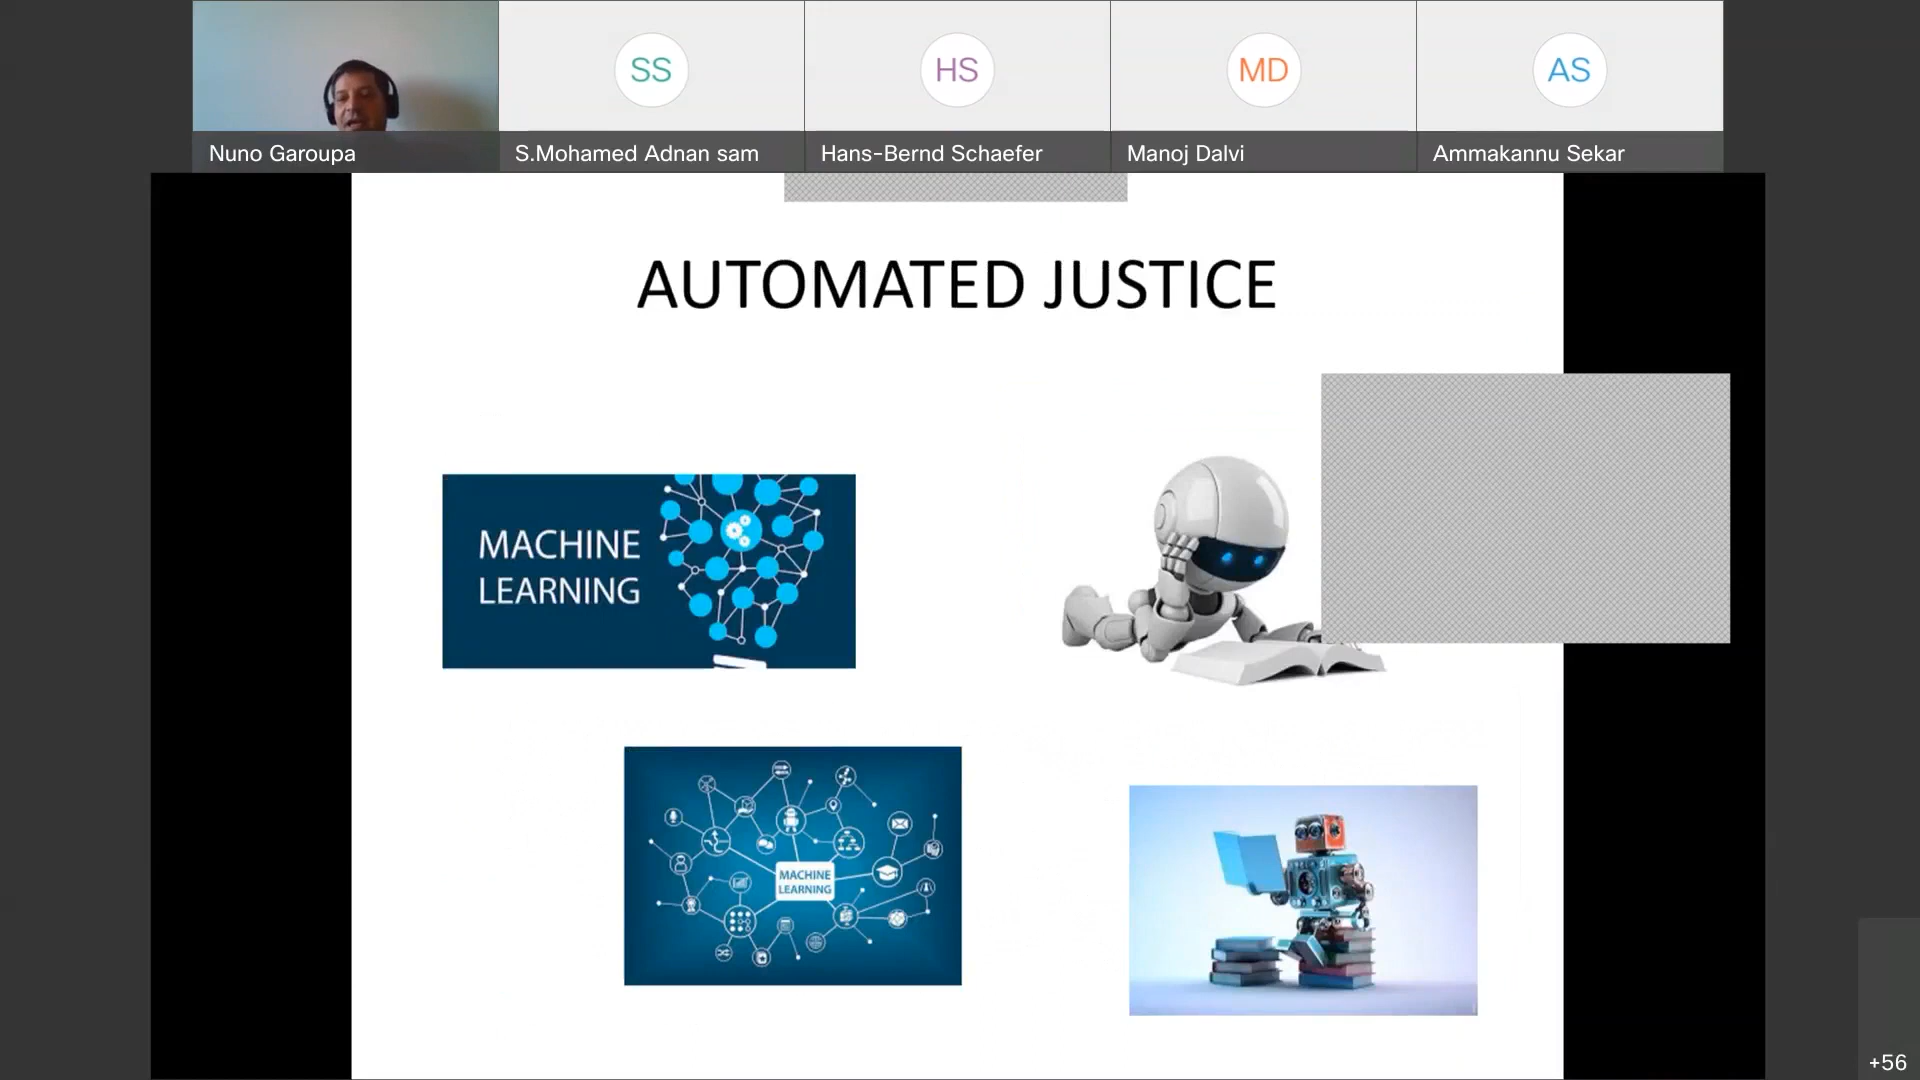 SS
HS
MD
AS
Nuno Garoupa
S.Mohamed Adnan sam
Hans-Bernd Schaefer
Manoj Dalvi
Ammakannu Sekar
AUTOMATED JUSTICE
MACHINE
LEARNING
MACHINE
LEARNING
+56